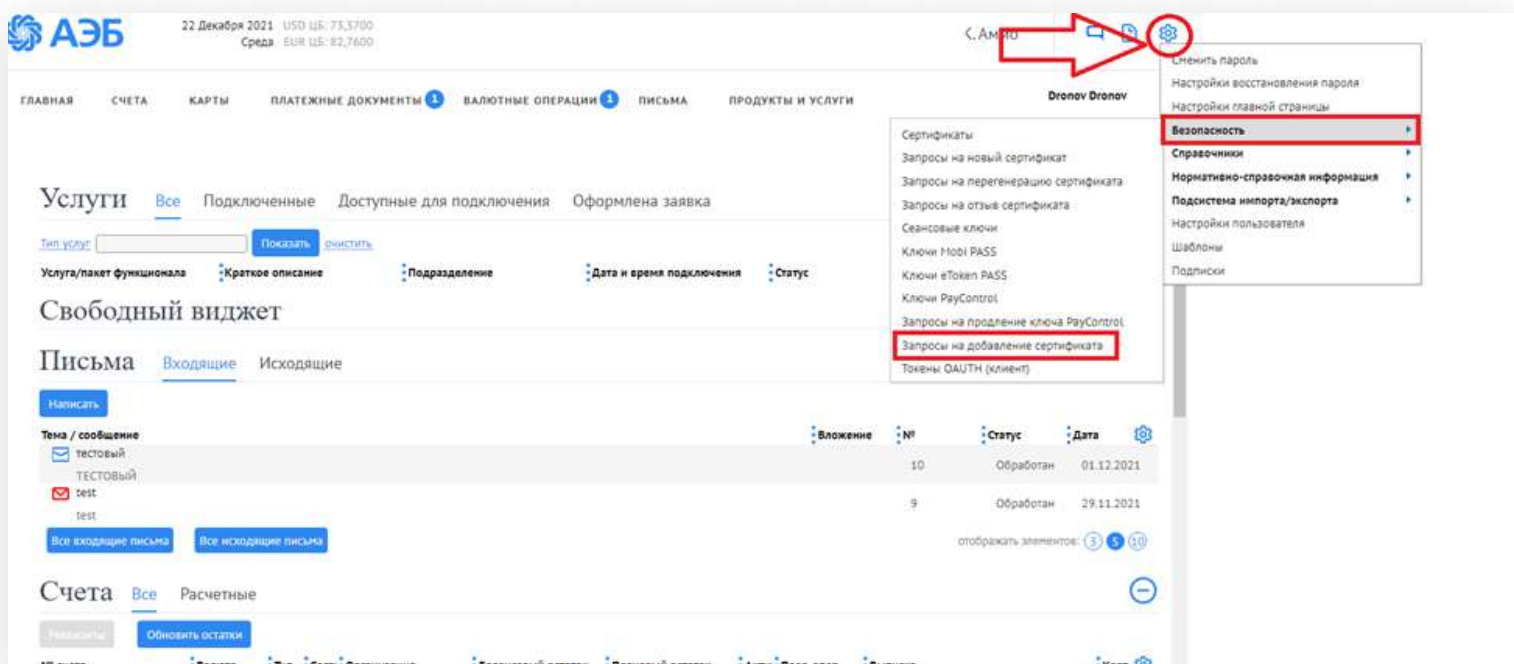 АЭБ
22 Декабря 2021 USD ЦБ: 73,3700
Среда EUR ЦБ: 82,7600
ГЛАВНАЯ СЧЕТА КАРТЫ ПЛАТЕЖНЫЕ ДОКУМЕНТЫ 1 ВАЛЮТНЫЕ ОПЕРАЦИИ 1 ПИСЬМА ПРОДУКТЫ И УСЛУГИ
Dronov Dronov
Сменить пароль
Настройки восстановления пароля
Настройки главной страницы
Безопасность
Справочники
Нормативно-справочная информация
Подсистема импорта/экспорта
Настройки пользователя
Шаблоны
Подписки
Сертификаты
Запросы на новый сертификат
Запросы на перегенерацию сертификата
Запросы на отзыв сертификата
Сеансовые ключи
Ключи Mobi PASS
Ключи eToken PASS
Ключи PayControl
Запросы на продление ключа PayControl
Запросы на добавление сертификата
Токены OAUTH (клиент)
Услуги Все Подключенные Доступные для подключения Оформлена заявка
Тип услуг Показать очистить
Услуга/пакет функционала Краткое описание Подразделение Дата и время подключения Статус
Свободный виджет
Письма Входящие Исходящие
Написать
Тема / сообщение Вложение № Статус Дата
тестовый
ТЕСТОВЫЙ 10 Обработан 01.12.2021
test
test 9 Обработан 29.11.2021
Все входящие письма Все исходящие письма отображать элементов: 3 5 10
Счета Все Расчетные
Обновить остатки